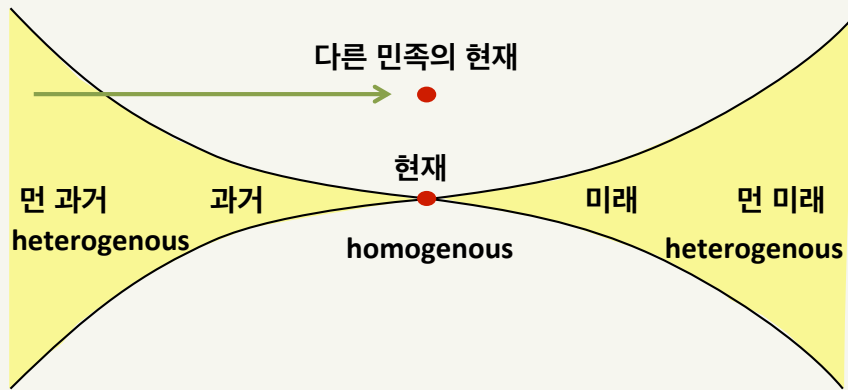 다른 민족의 현재
현재
먼 과거
과거
미래
먼 미래
heterogenous
homogenous
heterogenous